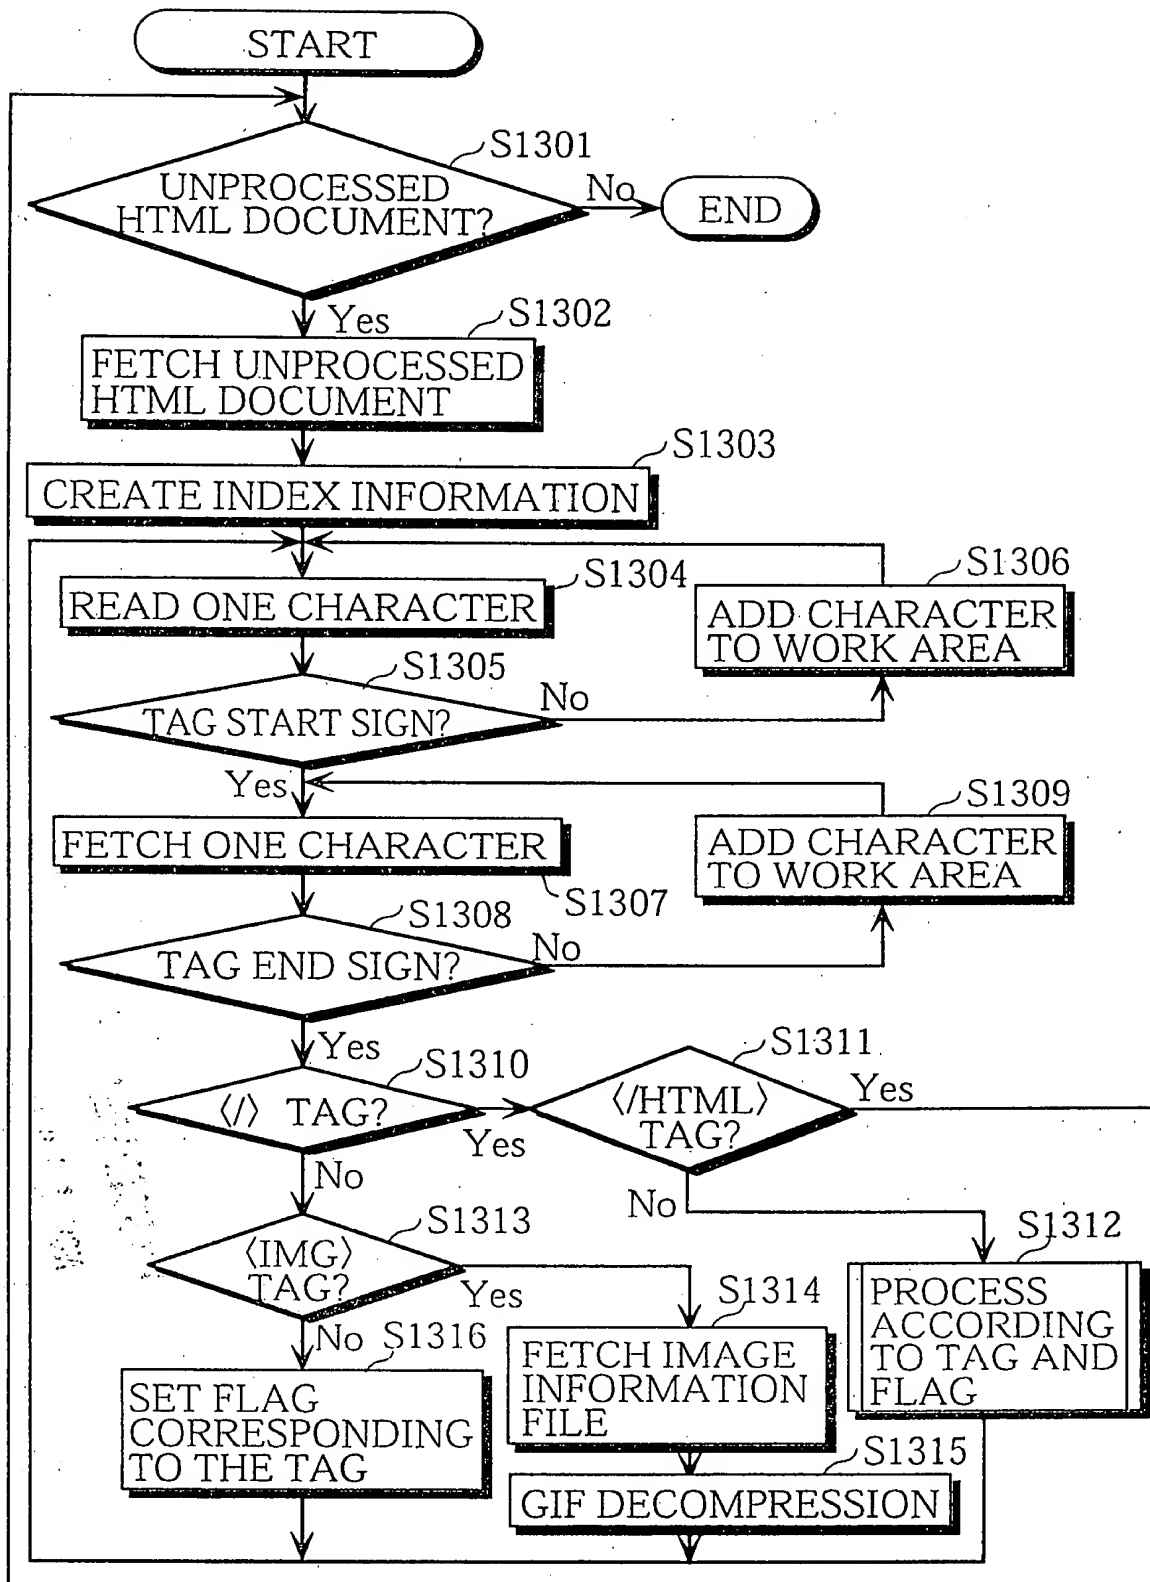 START
S1301
UNPROCESSED
HTML DOCUMENT?
No
END
Yes
S1302
FETCH UNPROCESSED
HTML DOCUMENT
S1303
CREATE INDEX INFORMATION
S1304
READ ONE CHARACTER
S1306
ADD CHARACTER
TO WORK AREA
S1305
TAG START SIGN?
No
Yes
FETCH ONE CHARACTER
S1307
S1309
ADD CHARACTER
TO WORK AREA
S1308
TAG END SIGN?
No
Yes
S1310
〈/〉 TAG?
Yes
No
S1311
〈/HTML〉
TAG?
Yes
No
S1312
PROCESS
ACCORDING
TO TAG AND
FLAG
S1313
〈IMG〉
TAG?
Yes
No
S1314
FETCH IMAGE
INFORMATION
FILE
S1315
GIF DECOMPRESSION
S1316
SET FLAG
CORRESPONDING
TO THE TAG